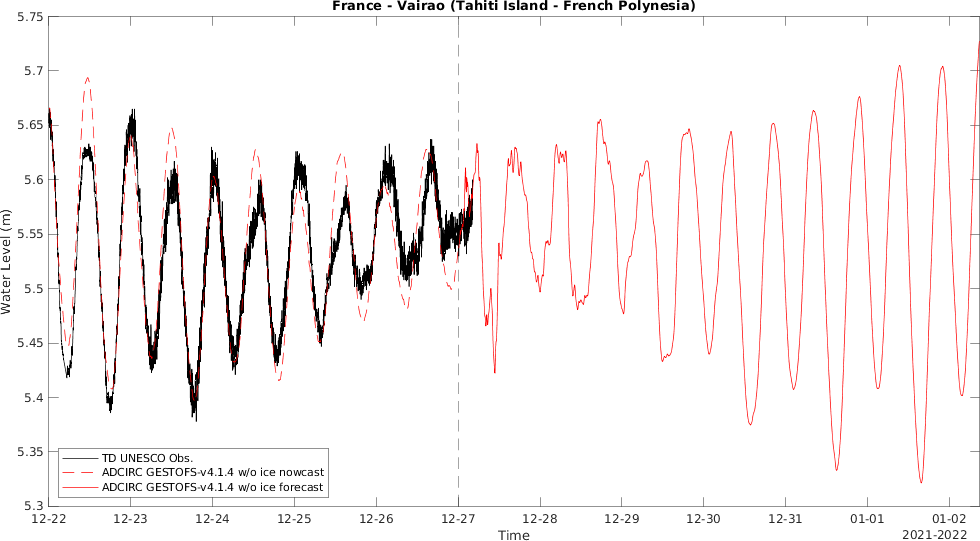 France - Vairao (Tahiti Island - French Polynesia)
5.75
5.7
5.65
5.6
5.55
5.5
5.45
5.4
5.35
5.3
Water Level (m)
TD UNESCO Obs.
ADCIRC GESTOFS-v4.1.4 w/o ice nowcast
ADCIRC GESTOFS-v4.1.4 w/o ice forecast
12-22 12-23 12-24 12-25 12-26 12-27 12-28 12-29 12-30 12-31 01-01 01-02
Time
2021-2022